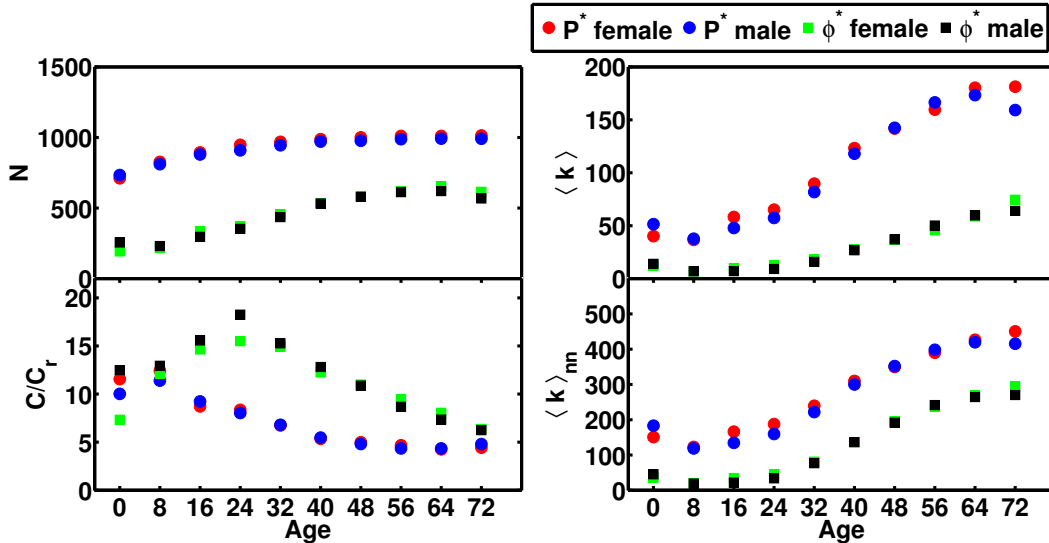 P* female P* male ϕ* female ϕ* male
1500
1000
500
0
N
200
150
100
50
0
⟨ k ⟩
20
15
10
5
0
C/C_r
0 8 16 24 32 40 48 56 64 72
Age
500
400
300
200
100
0
⟨ k ⟩_nn
0 8 16 24 32 40 48 56 64 72
Age